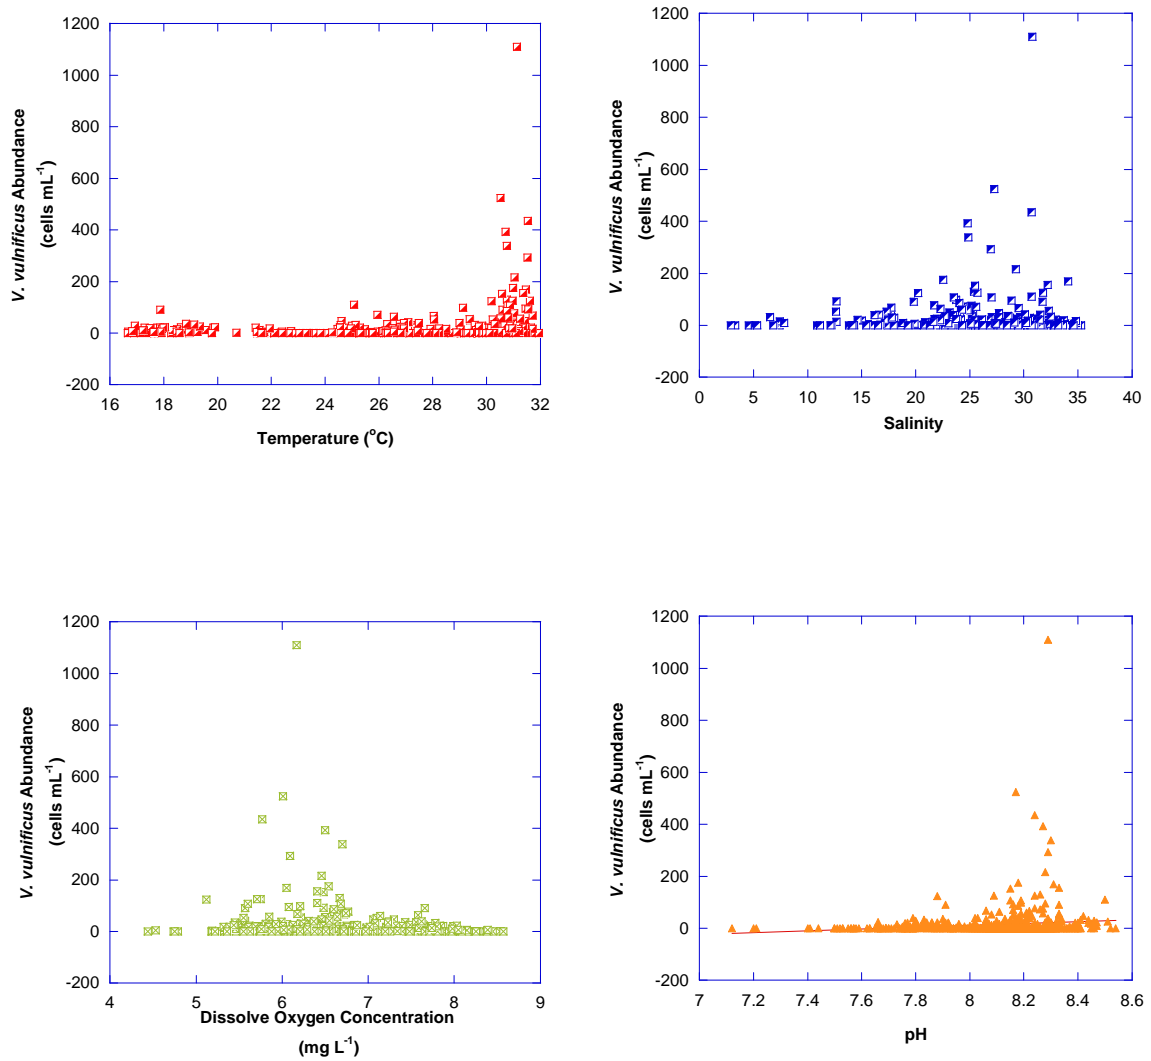 1200
1000
800
600
400
200
0
-200
16 18 20 22 24 26 28 30 32
V. vulnificus Abundance
(cells mL-1)
Temperature (oC)
1200
1000
800
600
400
200
0
-200
0 5 10 15 20 25 30 35 40
V. vulnificus Abundance
(cells mL-1)
Salinity
1200
1000
800
600
400
200
0
-200
4 5 6 7 8 9
V. vulnificus Abundance
(cells mL-1)
Dissolve Oxygen Concentration
(mg L-1)
1200
1000
800
600
400
200
0
-200
7 7.2 7.4 7.6 7.8 8 8.2 8.4 8.6
V. vulnificus Abundance
(cells mL-1)
pH